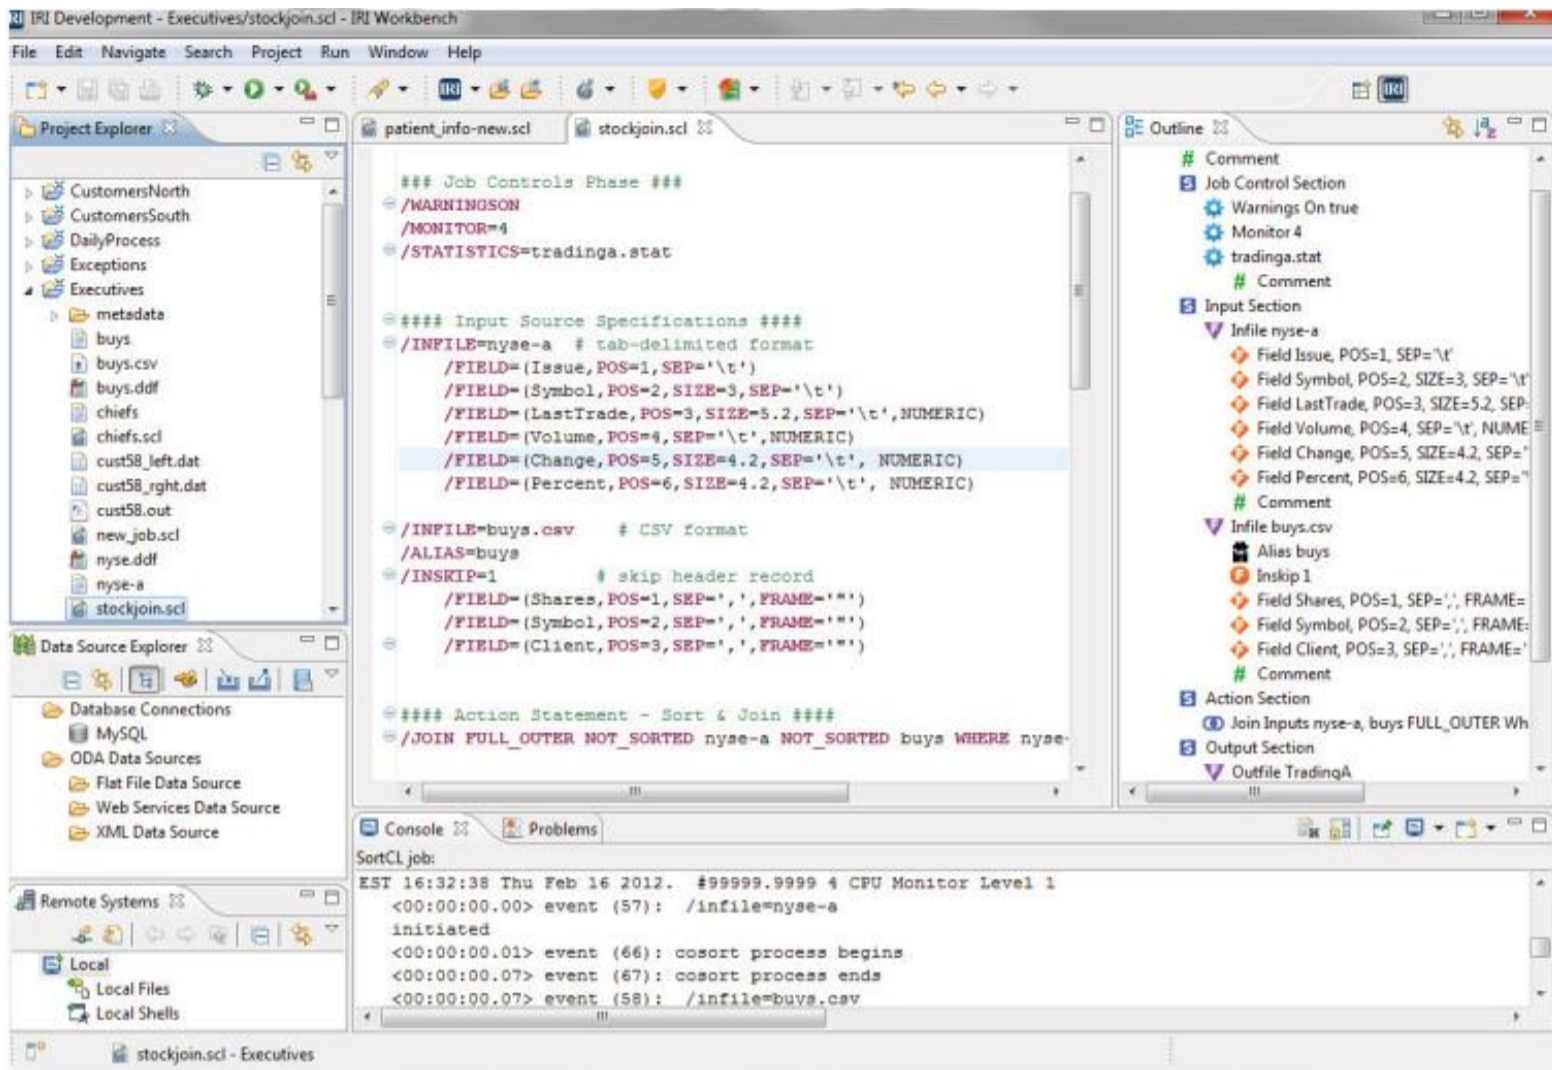 IRI Development - Executives/stockjoin.scl - IRI Workbench
File Edit Navigate Search Project Run Window Help
IRI
IRI
Project Explorer
CustomersNorth
CustomersSouth
DailyProcess
Exceptions
Executives
metadata
buys
buys.csv
buys.ddf
chiefs
chiefs.scl
cust58_left.dat
cust58_rght.dat
cust58.out
new_job.scl
nyse.ddf
nyse-a
stockjoin.scl
Data Source Explorer
Database Connections
MySQL
ODA Data Sources
Flat File Data Source
Web Services Data Source
XML Data Source
Remote Systems
Local
Local Files
Local Shells
patient_info-new.scl stockjoin.scl
### Job Controls Phase ###
/WARNINGSON
/MONITOR=4
/STATISTICS=tradinga.stat
#### Input Source Specifications ####
/INFILE=nyse-a # tab-delimited format
/FIELD=(Issue,POS=1,SEP='\t')
/FIELD=(Symbol,POS=2,SIZE=3,SEP='\t')
/FIELD=(LastTrade,POS=3,SIZE=5.2,SEP='\t',NUMERIC)
/FIELD=(Volume,POS=4,SEP='\t',NUMERIC)
/FIELD=(Change,POS=5,SIZE=4.2,SEP='\t', NUMERIC)
/FIELD=(Percent,POS=6,SIZE=4.2,SEP='\t', NUMERIC)
/INFILE=buys.csv # CSV format
/ALIAS=buys
/INSKIP=1 # skip header record
/FIELD=(Shares,POS=1,SEP=',',FRAME='"')
/FIELD=(Symbol,POS=2,SEP=',',FRAME='"')
/FIELD=(Client,POS=3,SEP=',',FRAME='"')
#### Action Statement - Sort & Join ####
/JOIN FULL_OUTER NOT_SORTED nyse-a NOT_SORTED buys WHERE nyse-
Outline
# Comment
Job Control Section
Warnings On true
Monitor 4
tradinga.stat
# Comment
Input Section
Infile nyse-a
Field Issue, POS=1, SEP='\t'
Field Symbol, POS=2, SIZE=3, SEP='\t'
Field LastTrade, POS=3, SIZE=5.2, SEP=
Field Volume, POS=4, SEP='\t', NUME
Field Change, POS=5, SIZE=4.2, SEP='
Field Percent, POS=6, SIZE=4.2, SEP='
# Comment
Infile buys.csv
Alias buys
Inskip 1
Field Shares, POS=1, SEP=',', FRAME=
Field Symbol, POS=2, SEP=',', FRAME=
Field Client, POS=3, SEP=',', FRAME='
# Comment
Action Section
Join Inputs nyse-a, buys FULL_OUTER Wh
Output Section
Outfile TradingA
Console Problems
SortCL job:
EST 16:32:38 Thu Feb 16 2012. #99999.9999 4 CPU Monitor Level 1
<00:00:00.00> event (57): /infile=nyse-a
initiated
<00:00:00.01> event (66): cosort process begins
<00:00:00.07> event (67): cosort process ends
<00:00:00.07> event (58): /infile=buys.csv
stockjoin.scl - Executives